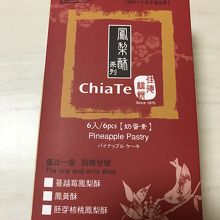 鳳梨酥
系列
ChiaTe
佳德
糕餅
Since 1975
6入/6pcs【奶蛋素】
Pineapple Pastry
パイナップル ケーキ
僅此一家 別無分號
The one and only shop
蔓越莓鳳梨酥
鳳黃酥
胚芽核桃鳳梨酥